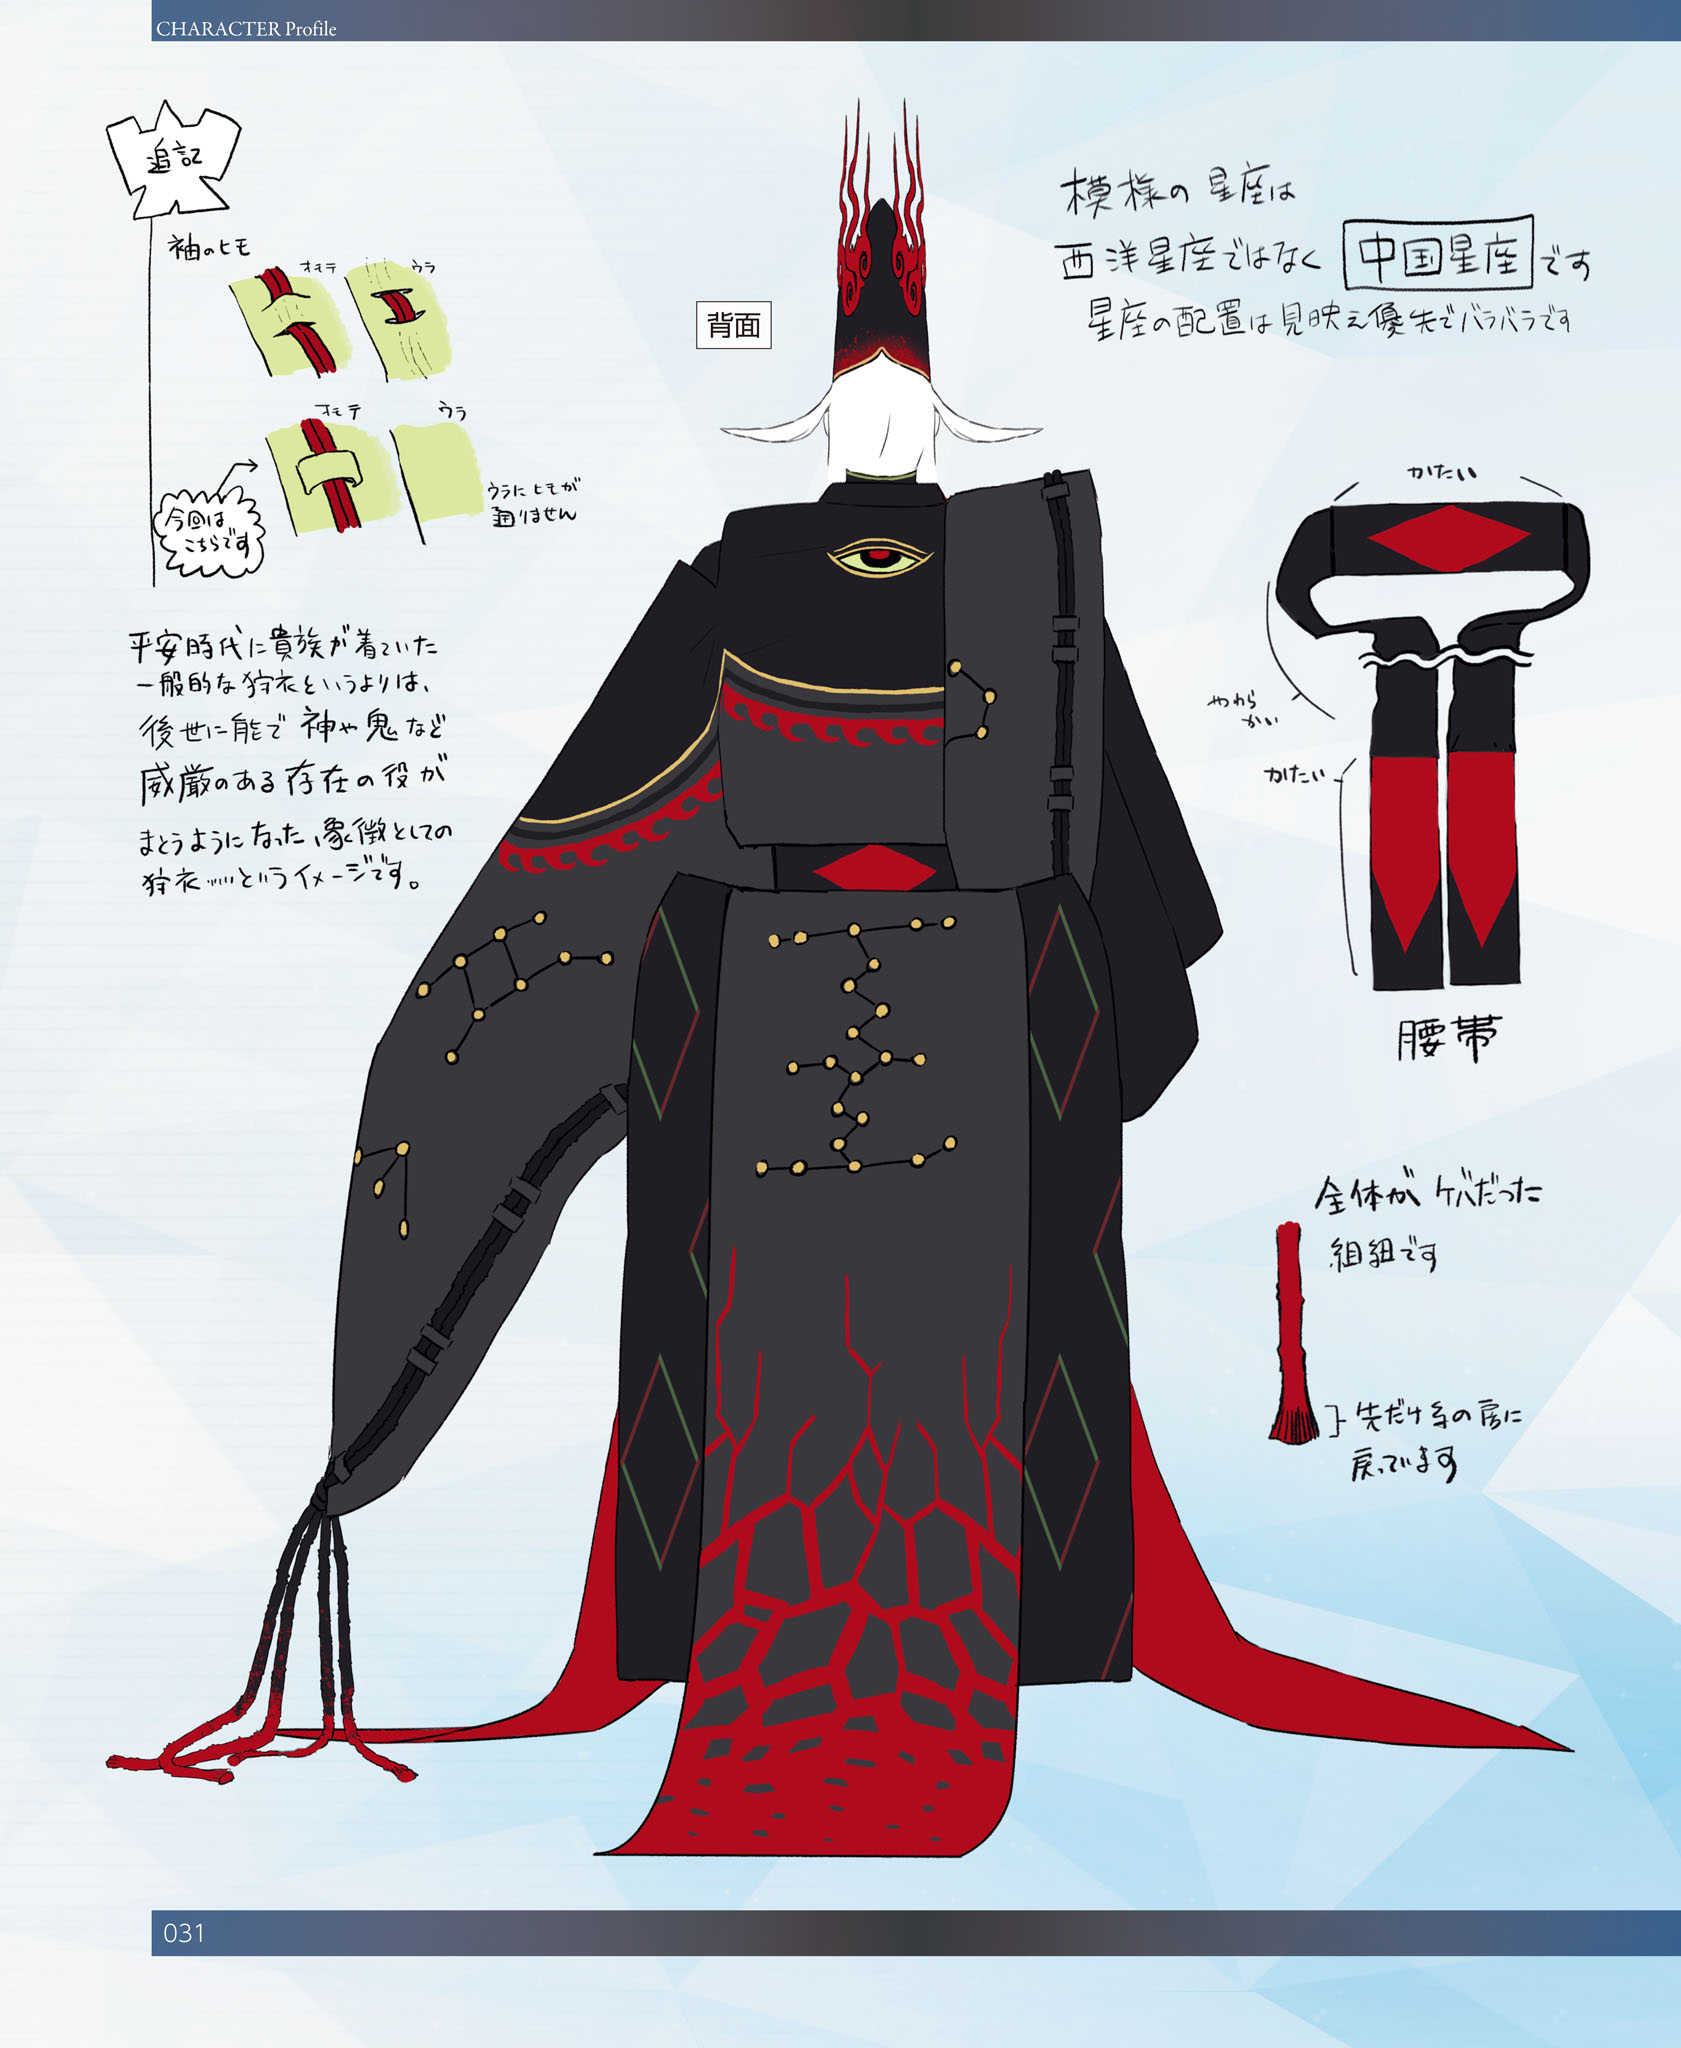 CHARACTER Profile
追記
袖のヒモ
オモテ
ウラ
オモテ
ウラ
ウラにヒモが
通りません
今回は
こちらです
背面
模様の星座は
西洋星座ではなく 中国星座です
星座の配置は見映え優先でバラバラです
平安時代に貴族が着ていた
一般的な狩衣というよりは、
後世に能で神や鬼など
威厳のある存在の役が
まとうようになった、象徴としての
狩衣……というイメージです。
かたい
やわら
かい
かたい
腰帯
全体がケバだった
組紐です
先だけ糸の房に
戻っています
031